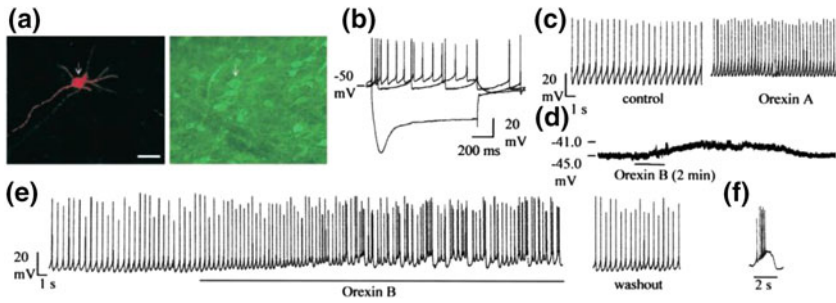 (a)
(b)
-50
mV
20
mV
200 ms
(c)
20
mV
1 s
control
Orexin A
(d)
-41.0
-45.0
mV
Orexin B (2 min)
(e)
20
mV
1 s
Orexin B
washout
(f)
2 s